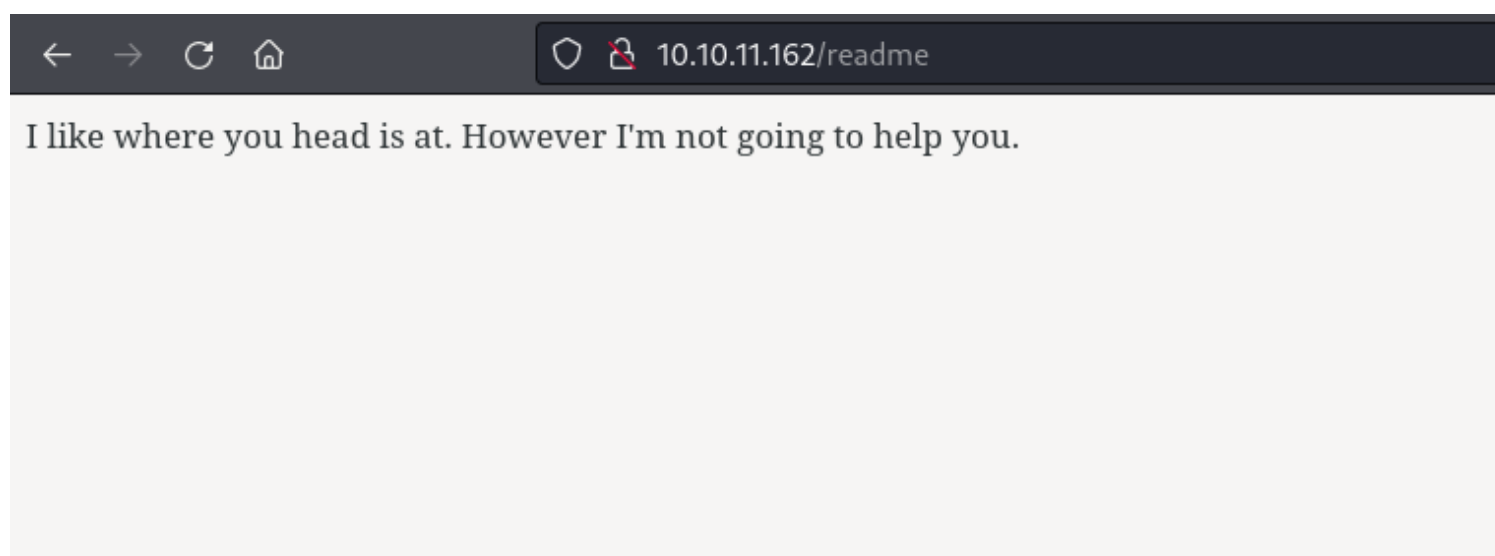 10.10.11.162/readme
I like where you head is at. However I'm not going to help you.